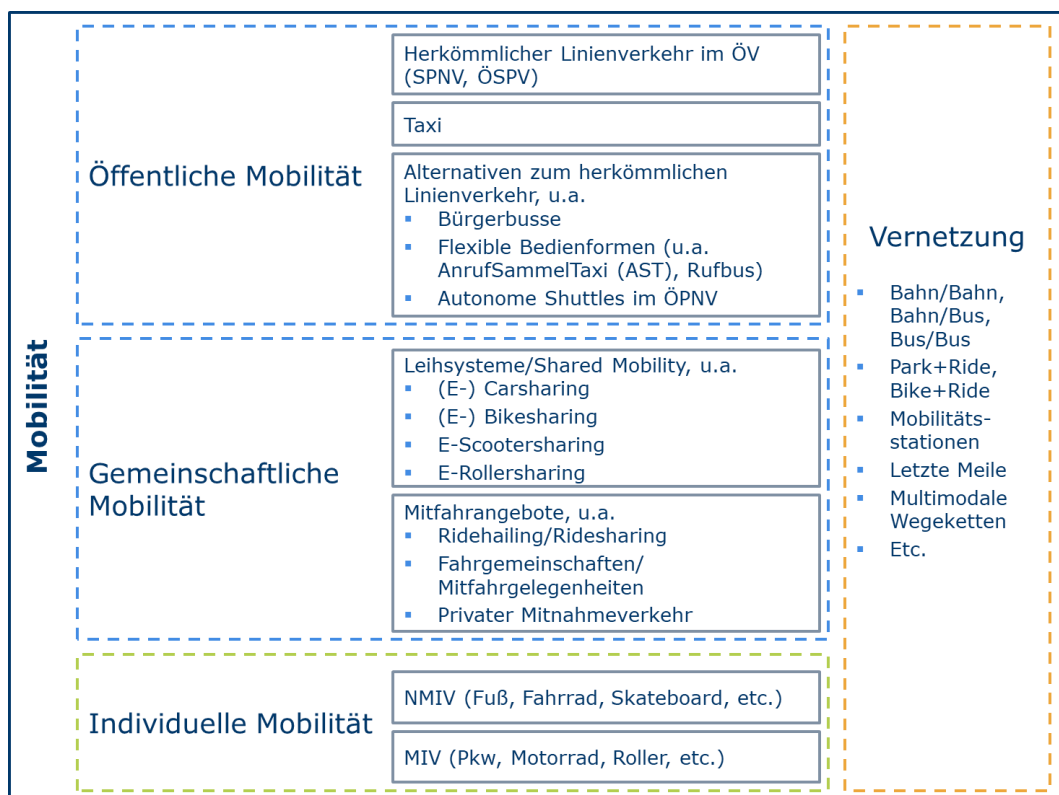 Mobilität
Öffentliche Mobilität
Herkömmlicher Linienverkehr im ÖV
(SPNV, ÖSPV)
Taxi
Alternativen zum herkömmlichen
Linienverkehr, u.a.
▪ Bürgerbusse
▪ Flexible Bedienformen (u.a.
AnrufSammelTaxi (AST), Rufbus)
▪ Autonome Shuttles im ÖPNV
Gemeinschaftliche
Mobilität
Leihsysteme/Shared Mobility, u.a.
▪ (E-) Carsharing
▪ (E-) Bikesharing
▪ E-Scootersharing
▪ E-Rollersharing
Mitfahrangebote, u.a.
▪ Ridehailing/Ridesharing
▪ Fahrgemeinschaften/
Mitfahrgelegenheiten
▪ Privater Mitnahmeverkehr
Individuelle Mobilität
NMIV (Fuß, Fahrrad, Skateboard, etc.)
MIV (Pkw, Motorrad, Roller, etc.)
Vernetzung
▪ Bahn/Bahn,
Bahn/Bus,
Bus/Bus
▪ Park+Ride,
Bike+Ride
▪ Mobilitäts-
stationen
▪ Letzte Meile
▪ Multimodale
Wegeketten
▪ Etc.